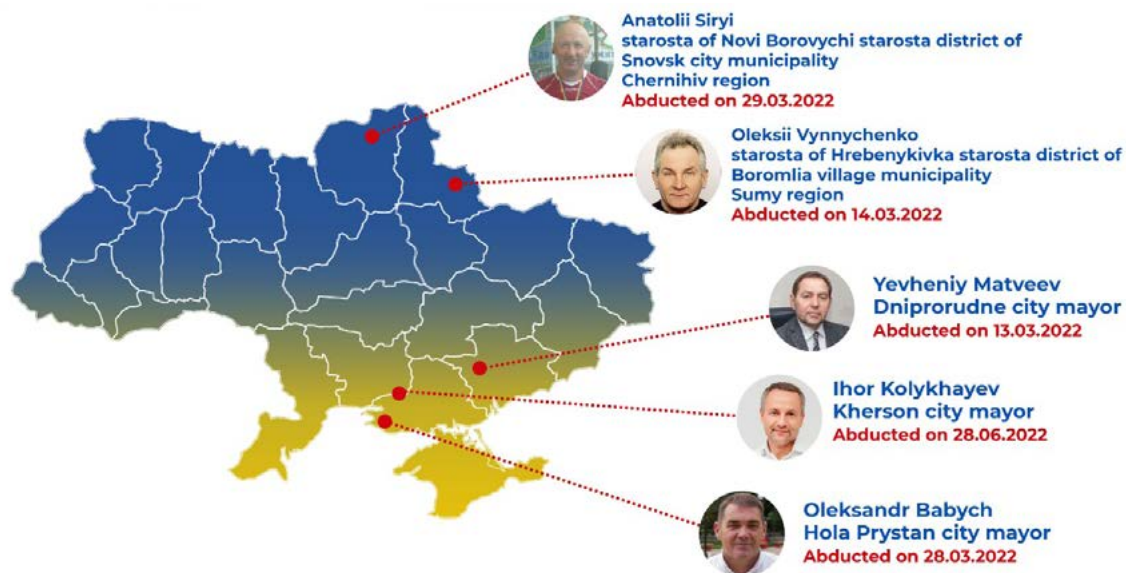 Anatolii Siryi
starosta of Novi Borovychi starosta district of
Snovsk city municipality
Chernihiv region
Abducted on 29.03.2022
Oleksii Vynnychenko
starosta of Hrebenykivka starosta district of
Boromlia village municipality
Sumy region
Abducted on 14.03.2022
Yevheniy Matveev
Dniprorudne city mayor
Abducted on 13.03.2022
Ihor Kolykhayev
Kherson city mayor
Abducted on 28.06.2022
Oleksandr Babych
Hola Prystan city mayor
Abducted on 28.03.2022